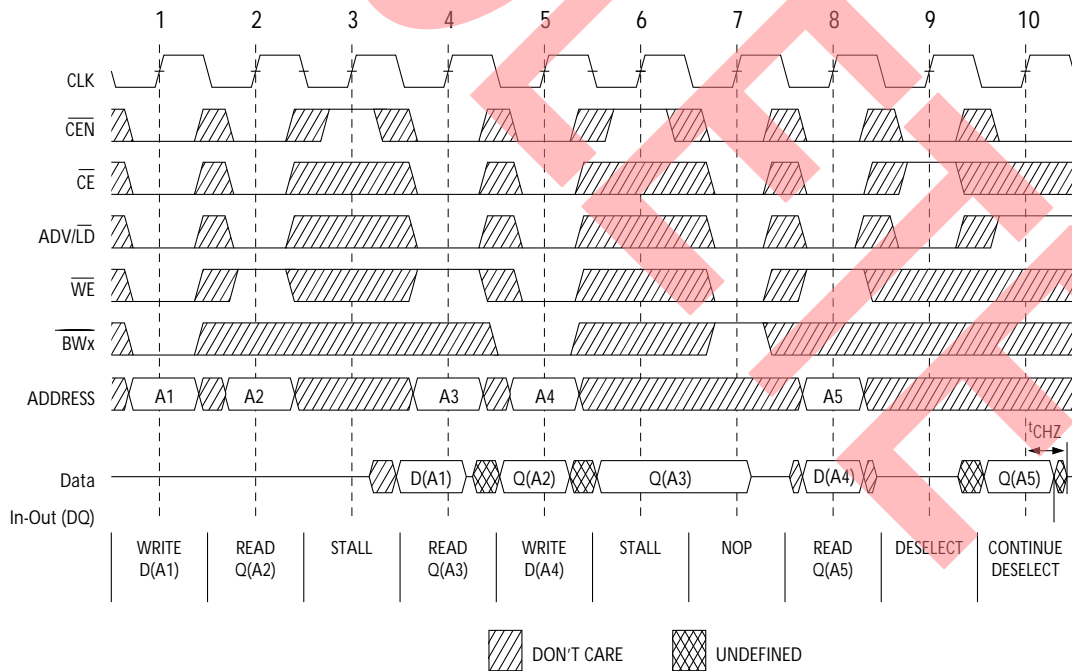 1 2 3 4 5 6 7 8 9 10
CLK
CEN
CE
ADV/LD
WE
BWx
ADDRESS A1 A2 A3 A4 A5
tCHZ
Data D(A1) Q(A2) Q(A3) D(A4) Q(A5)
In-Out (DQ)
WRITE READ STALL READ WRITE STALL NOP READ DESELECT CONTINUE
D(A1) Q(A2) Q(A3) D(A4) Q(A5) DESELECT
DON'T CARE UNDEFINED